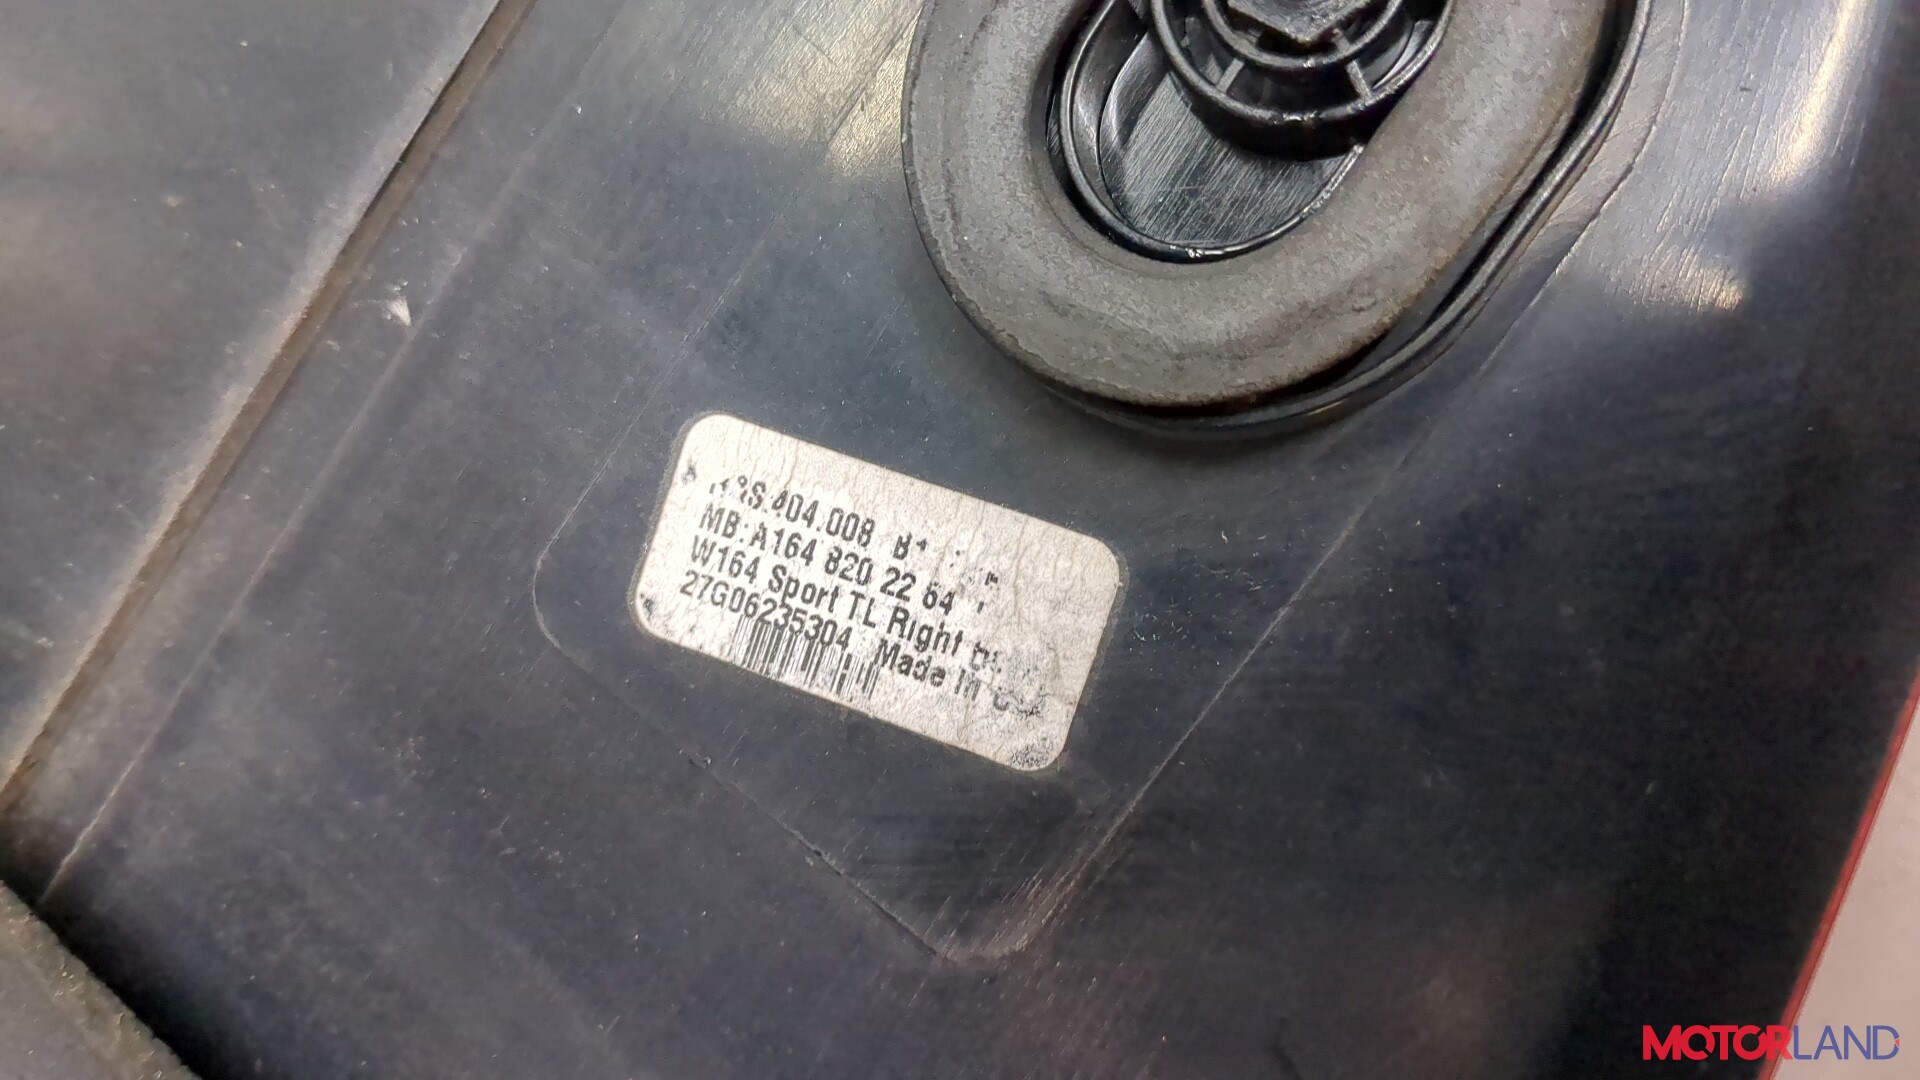 404.008
MB: A164 820 22 64
W164 Sport TL Right
27G06235304 Made In
MOTORLAND